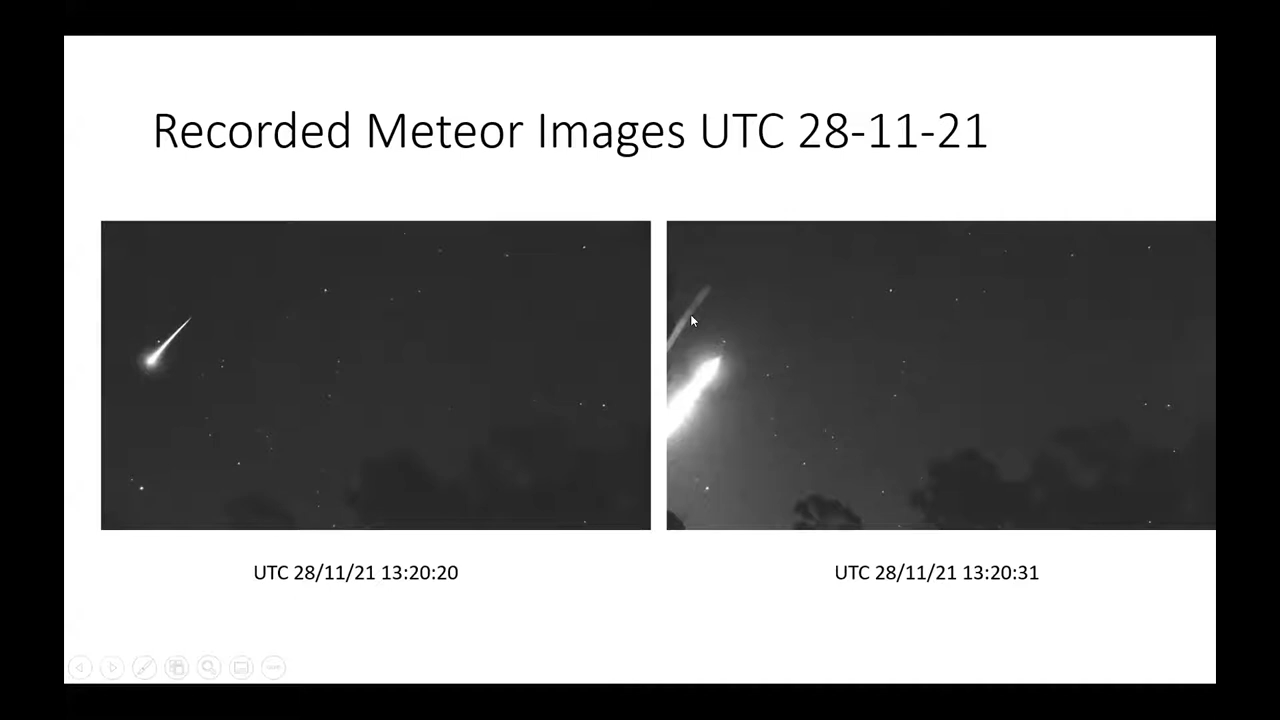 Recorded Meteor Images UTC 28-11-21
UTC 28/11/21 13:20:20
UTC 28/11/21 13:20:31